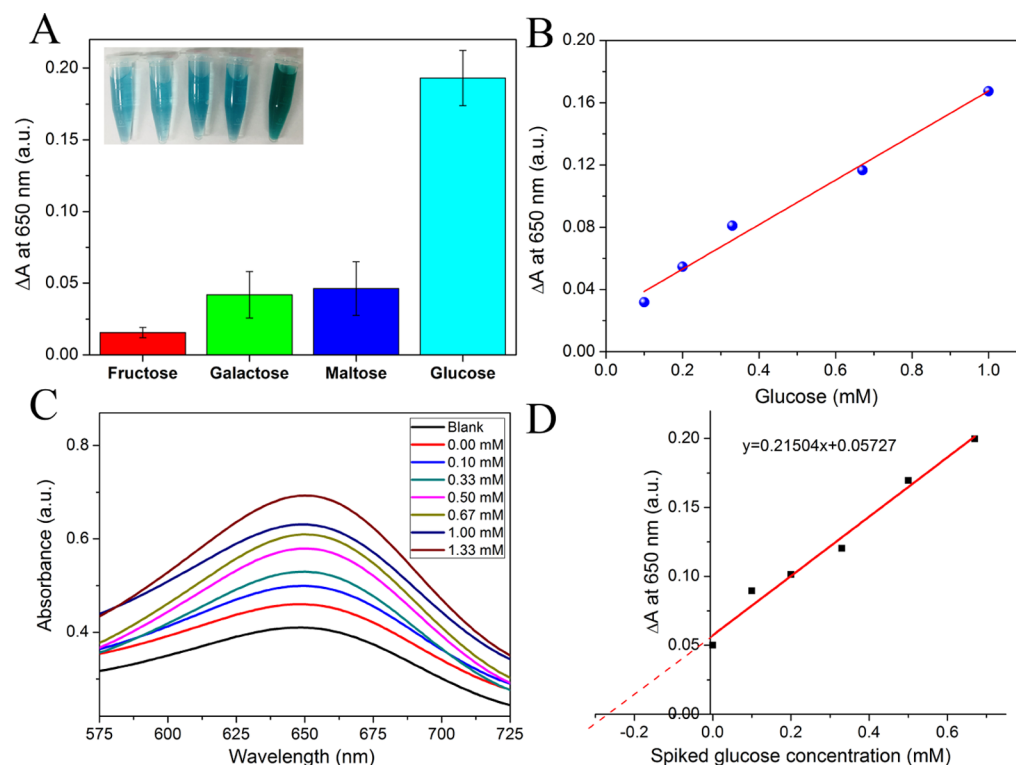 A
ΔA at 650 nm (a.u.)
0.20
0.15
0.10
0.05
0.00
Fructose Galactose Maltose Glucose
B
ΔA at 650 nm (a.u.)
0.20
0.16
0.12
0.08
0.04
0.00
0.0 0.2 0.4 0.6 0.8 1.0
Glucose (mM)
C
Absorbance (a.u.)
0.8
0.6
0.4
Blank
0.00 mM
0.10 mM
0.33 mM
0.50 mM
0.67 mM
1.00 mM
1.33 mM
575 600 625 650 675 700 725
Wavelength (nm)
D
y=0.21504x+0.05727
ΔA at 650 nm (a.u.)
0.20
0.15
0.10
0.05
0.00
-0.2 0.0 0.2 0.4 0.6
Spiked glucose concentration (mM)